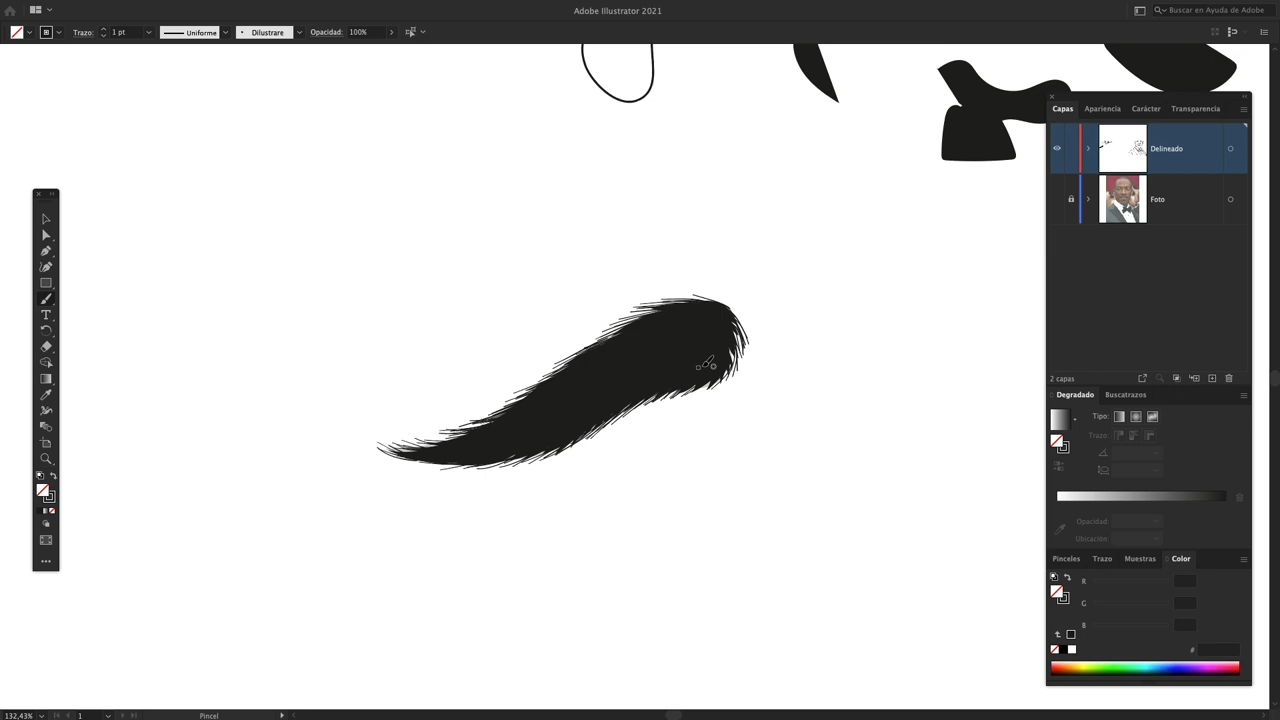 Adobe Illustrator 2021
Buscar en Ayuda de Adobe
Trazo: 1 pt Uniforme Dilustrare Opacidad: 100%
Capas Apariencia Carácter Transparencia
Delineado
Foto
2 capas
Degradado Buscatrazos
Tipo:
Trazo:
Opacidad:
Ubicación:
Pinceles Trazo Muestras Color
R
G
B
#
132,43% 1 Pincel